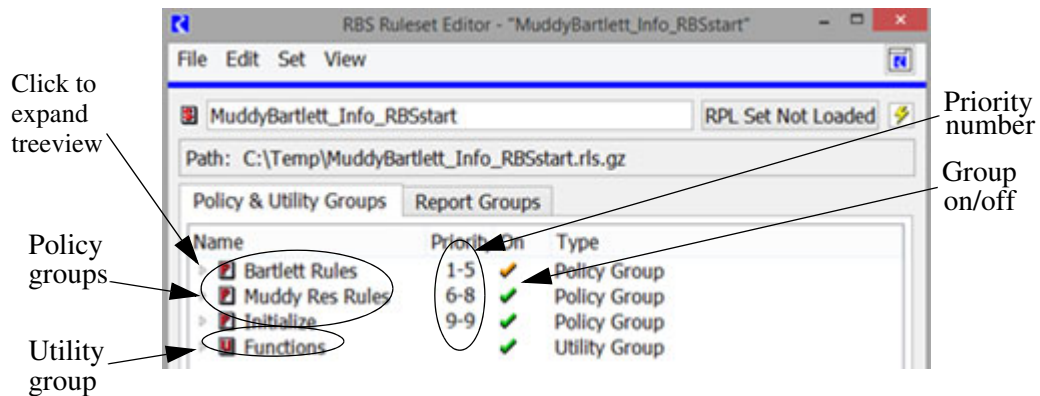 RBS Ruleset Editor - "MuddyBartlett_Info_RBSstart"
File Edit Set View
Click to
expand
treeview
MuddyBartlett_Info_RBSstart
RPL Set Not Loaded
Priority
number
Path: C:\Temp\MuddyBartlett_Info_RBSstart.rls.gz
Group
on/off
Policy & Utility Groups
Report Groups
Name Priority On Type
Policy
groups
P Bartlett Rules 1-5 Policy Group
P Muddy Res Rules 6-8 Policy Group
P Initialize 9-9 Policy Group
U Functions Utility Group
Utility
group